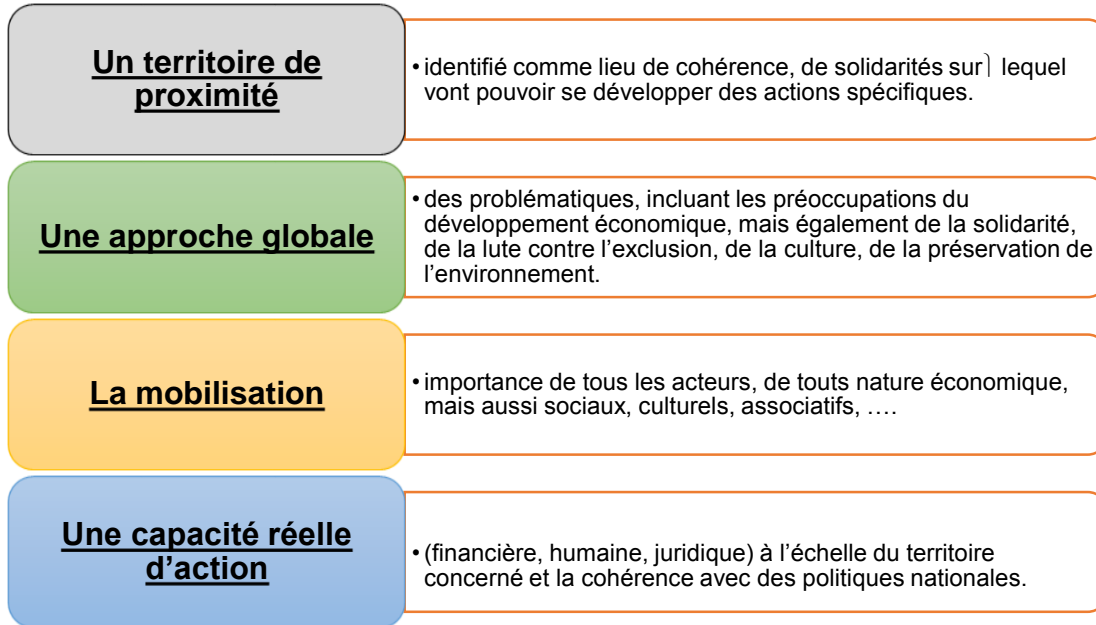 Un territoire de
proximité
• identifié comme lieu de cohérence, de solidarités sur⌉ lequel
vont pouvoir se développer des actions spécifiques.
Une approche globale
• des problématiques, incluant les préoccupations du
développement économique, mais également de la solidarité,
de la lute contre l’exclusion, de la culture, de la préservation de
l’environnement.
La mobilisation
• importance de tous les acteurs, de touts nature économique,
mais aussi sociaux, culturels, associatifs, ….
Une capacité réelle
d’action
• (financière, humaine, juridique) à l’échelle du territoire
concerné et la cohérence avec des politiques nationales.